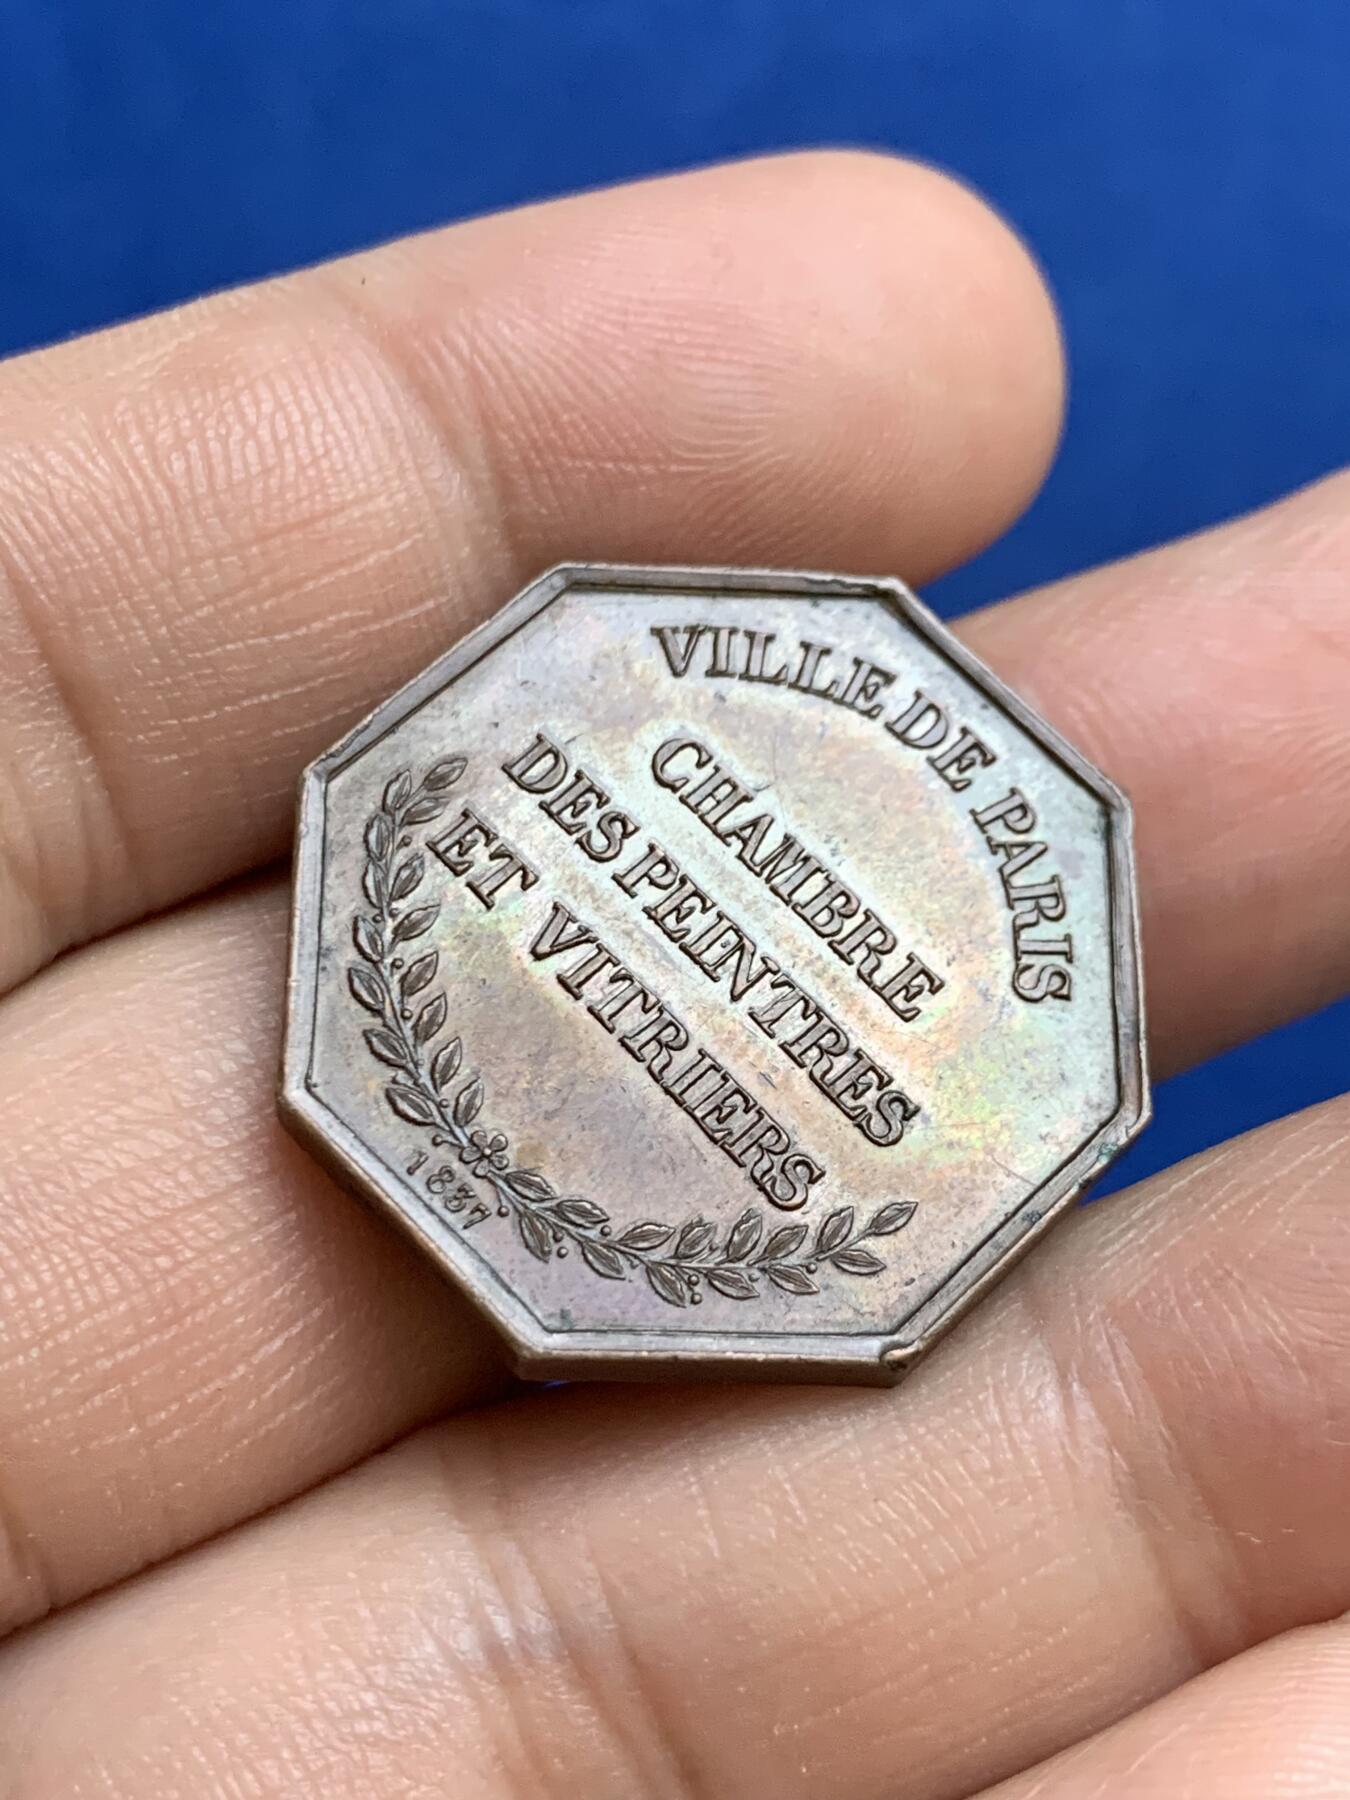 VILLE DE PARIS
CHAMBRE
DES PEINTRES
ET VITRIERS
1837